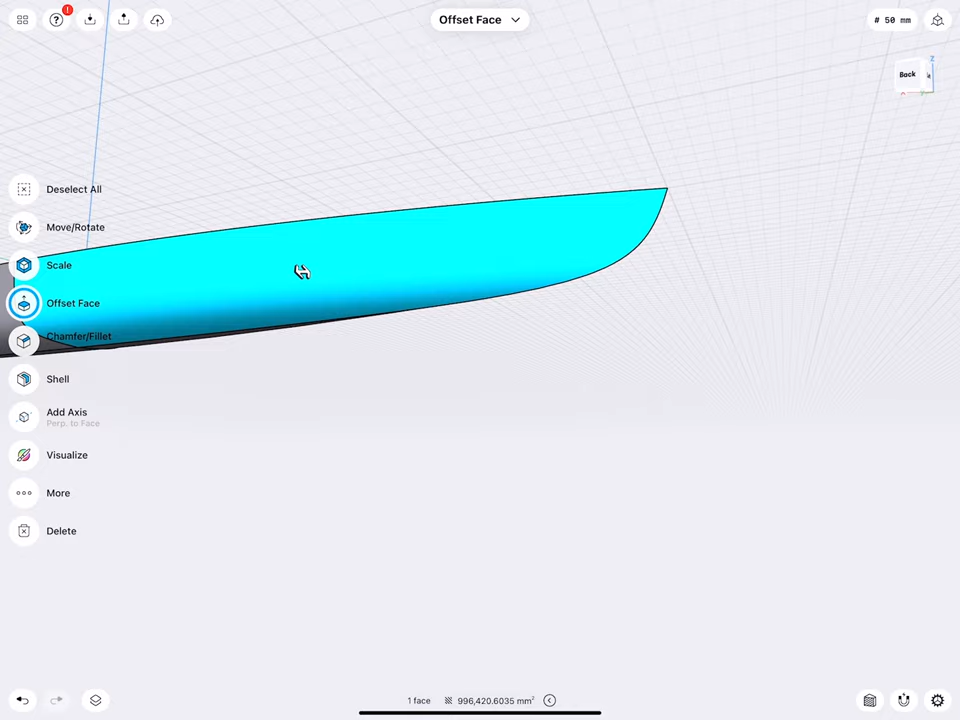 !
Offset Face
# 50 mm
Z
Back
Deselect All
Move/Rotate
Scale
Offset Face
Chamfer/Fillet
Shell
Add Axis
Perp. to Face
Visualize
More
Delete
1 face 996,420.6035 mm²